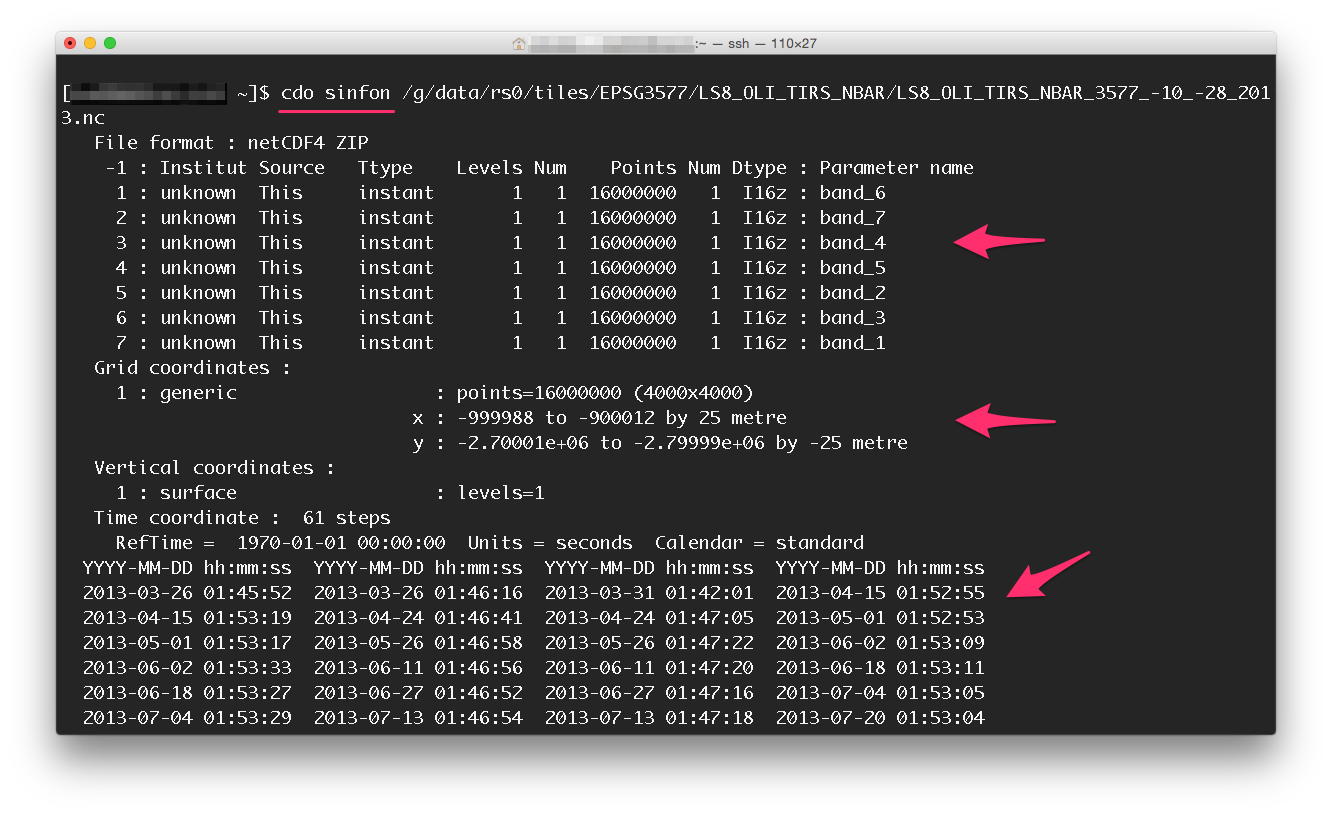 :~ — ssh — 110×27
[ ~]$ cdo sinfon /g/data/rs0/tiles/EPSG3577/LS8_OLI_TIRS_NBAR/LS8_OLI_TIRS_NBAR_3577_-10_-28_201
3.nc
File format : netCDF4 ZIP
-1 : Institut Source Ttype Levels Num Points Num Dtype : Parameter name
1 : unknown This instant 1 1 16000000 1 I16z : band_6
2 : unknown This instant 1 1 16000000 1 I16z : band_7
3 : unknown This instant 1 1 16000000 1 I16z : band_4
4 : unknown This instant 1 1 16000000 1 I16z : band_5
5 : unknown This instant 1 1 16000000 1 I16z : band_2
6 : unknown This instant 1 1 16000000 1 I16z : band_3
7 : unknown This instant 1 1 16000000 1 I16z : band_1
Grid coordinates :
1 : generic : points=16000000 (4000x4000)
x : -999988 to -900012 by 25 metre
y : -2.70001e+06 to -2.79999e+06 by -25 metre
Vertical coordinates :
1 : surface : levels=1
Time coordinate : 61 steps
RefTime = 1970-01-01 00:00:00 Units = seconds Calendar = standard
YYYY-MM-DD hh:mm:ss YYYY-MM-DD hh:mm:ss YYYY-MM-DD hh:mm:ss YYYY-MM-DD hh:mm:ss
2013-03-26 01:45:52 2013-03-26 01:46:16 2013-03-31 01:42:01 2013-04-15 01:52:55
2013-04-15 01:53:19 2013-04-24 01:46:41 2013-04-24 01:47:05 2013-05-01 01:52:53
2013-05-01 01:53:17 2013-05-26 01:46:58 2013-05-26 01:47:22 2013-06-02 01:53:09
2013-06-02 01:53:33 2013-06-11 01:46:56 2013-06-11 01:47:20 2013-06-18 01:53:11
2013-06-18 01:53:27 2013-06-27 01:46:52 2013-06-27 01:47:16 2013-07-04 01:53:05
2013-07-04 01:53:29 2013-07-13 01:46:54 2013-07-13 01:47:18 2013-07-20 01:53:04